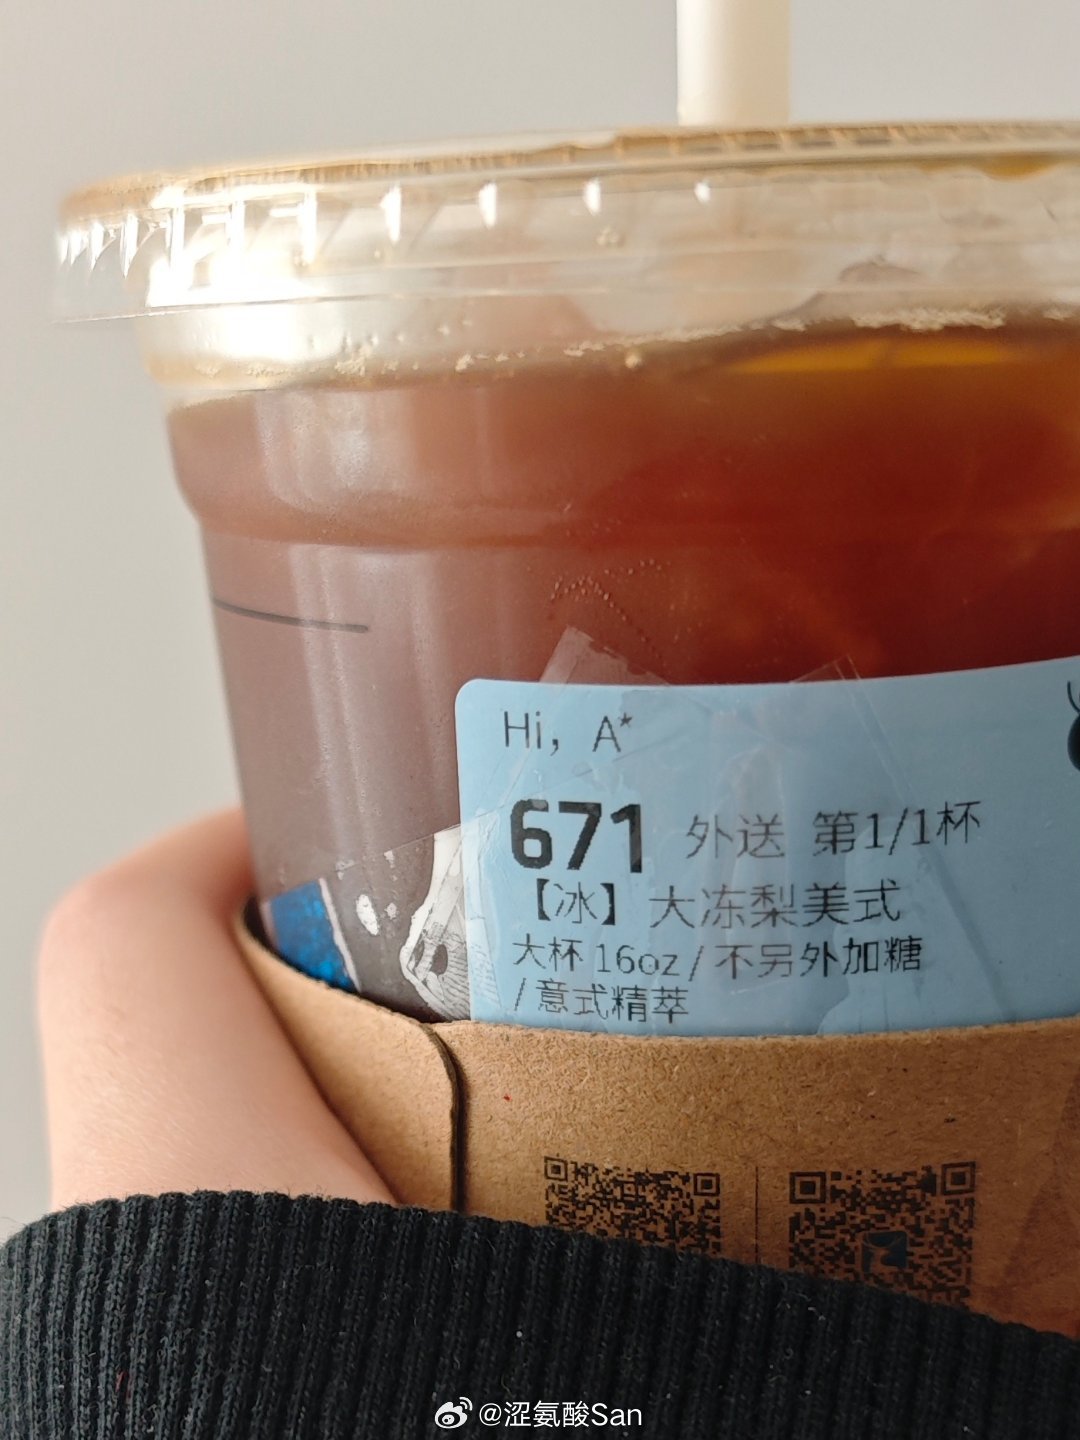 Hi，A*
671 外送 第1/1杯
【冰】大冻梨美式
大杯 16oz / 不另外加糖
/ 意式精萃
@涩氨酸San